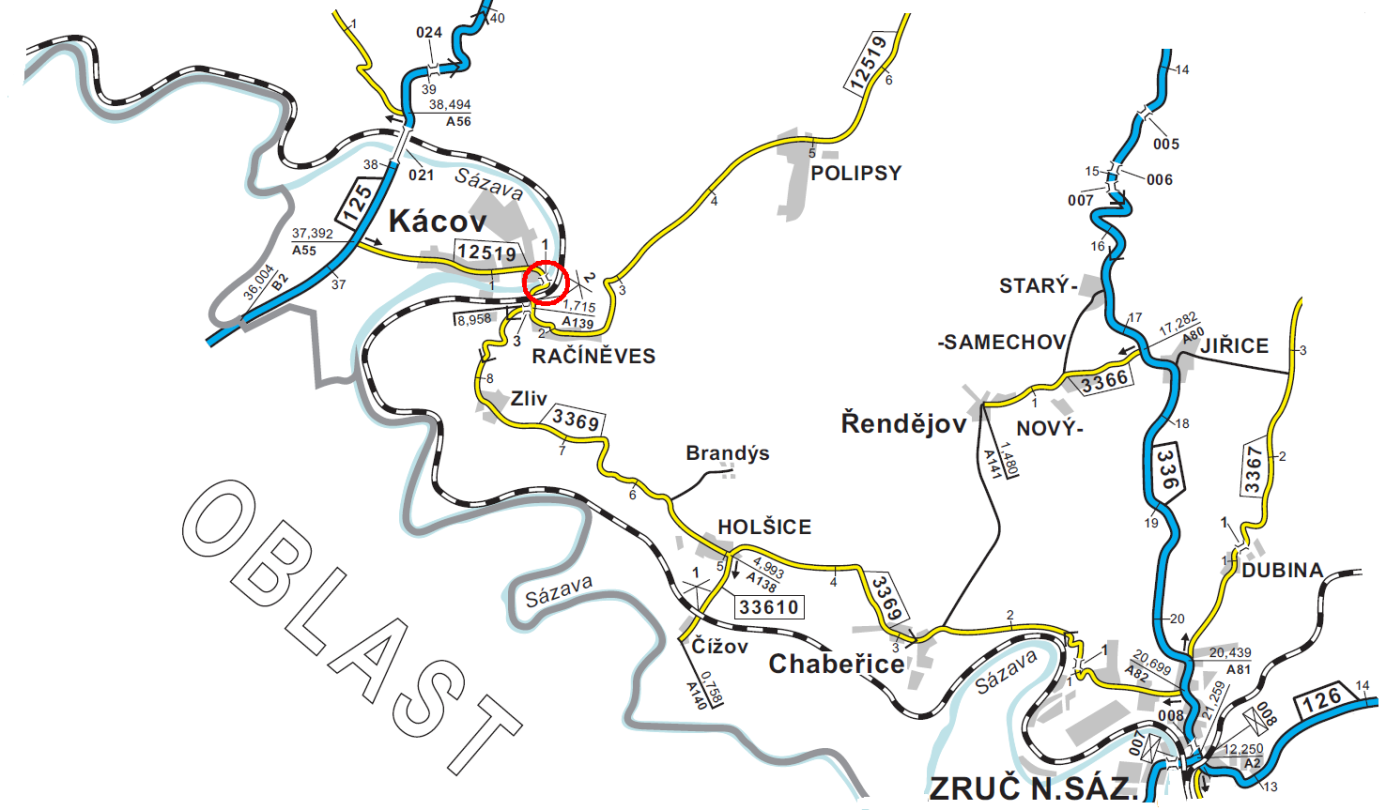 1
40
024
39
38,494
A56
12519
6
14
005
38
021
Sázava
5
POLIPSY
15
006
007
125
Kácov
4
37,392
A55
12519
1
16
1
2
3
STARÝ-
36,004
B2
37
1,715
A139
8,958
3
2
RAČÍNĚVES
17
17,282
A80
-SAMECHOV
JIŘICE
3
8
Zliv
3366
1
3369
7
Řendějov
NOVÝ-
18
Brandýs
1,480
A141
336
3367
2
6
OBLAST
HOLŠICE
19
1
5
4,993
A138
4
3369
1
1
DUBINA
Sázava
33610
Čížov
2
20
3
Chabeřice
1
1
Sázava
20,699
A82
20,439
A81
0,758
A140
21,259
008
008
126
14
007
12,250
A2
13
ZRUČ N.SÁZ.